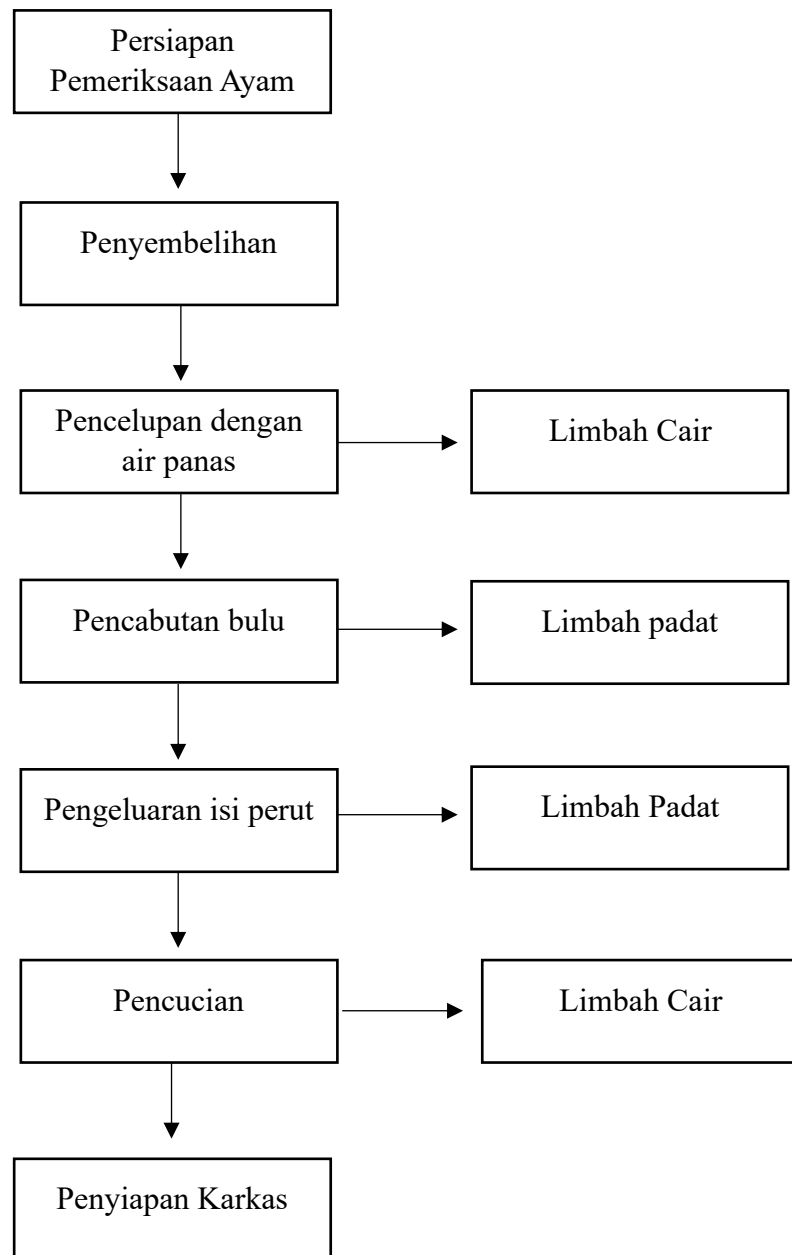 Persiapan
Pemeriksaan Ayam
Penyembelihan
Pencelupan dengan
air panas
Limbah Cair
Pencabutan bulu
Limbah padat
Pengeluaran isi perut
Limbah Padat
Pencucian
Limbah Cair
Penyiapan Karkas